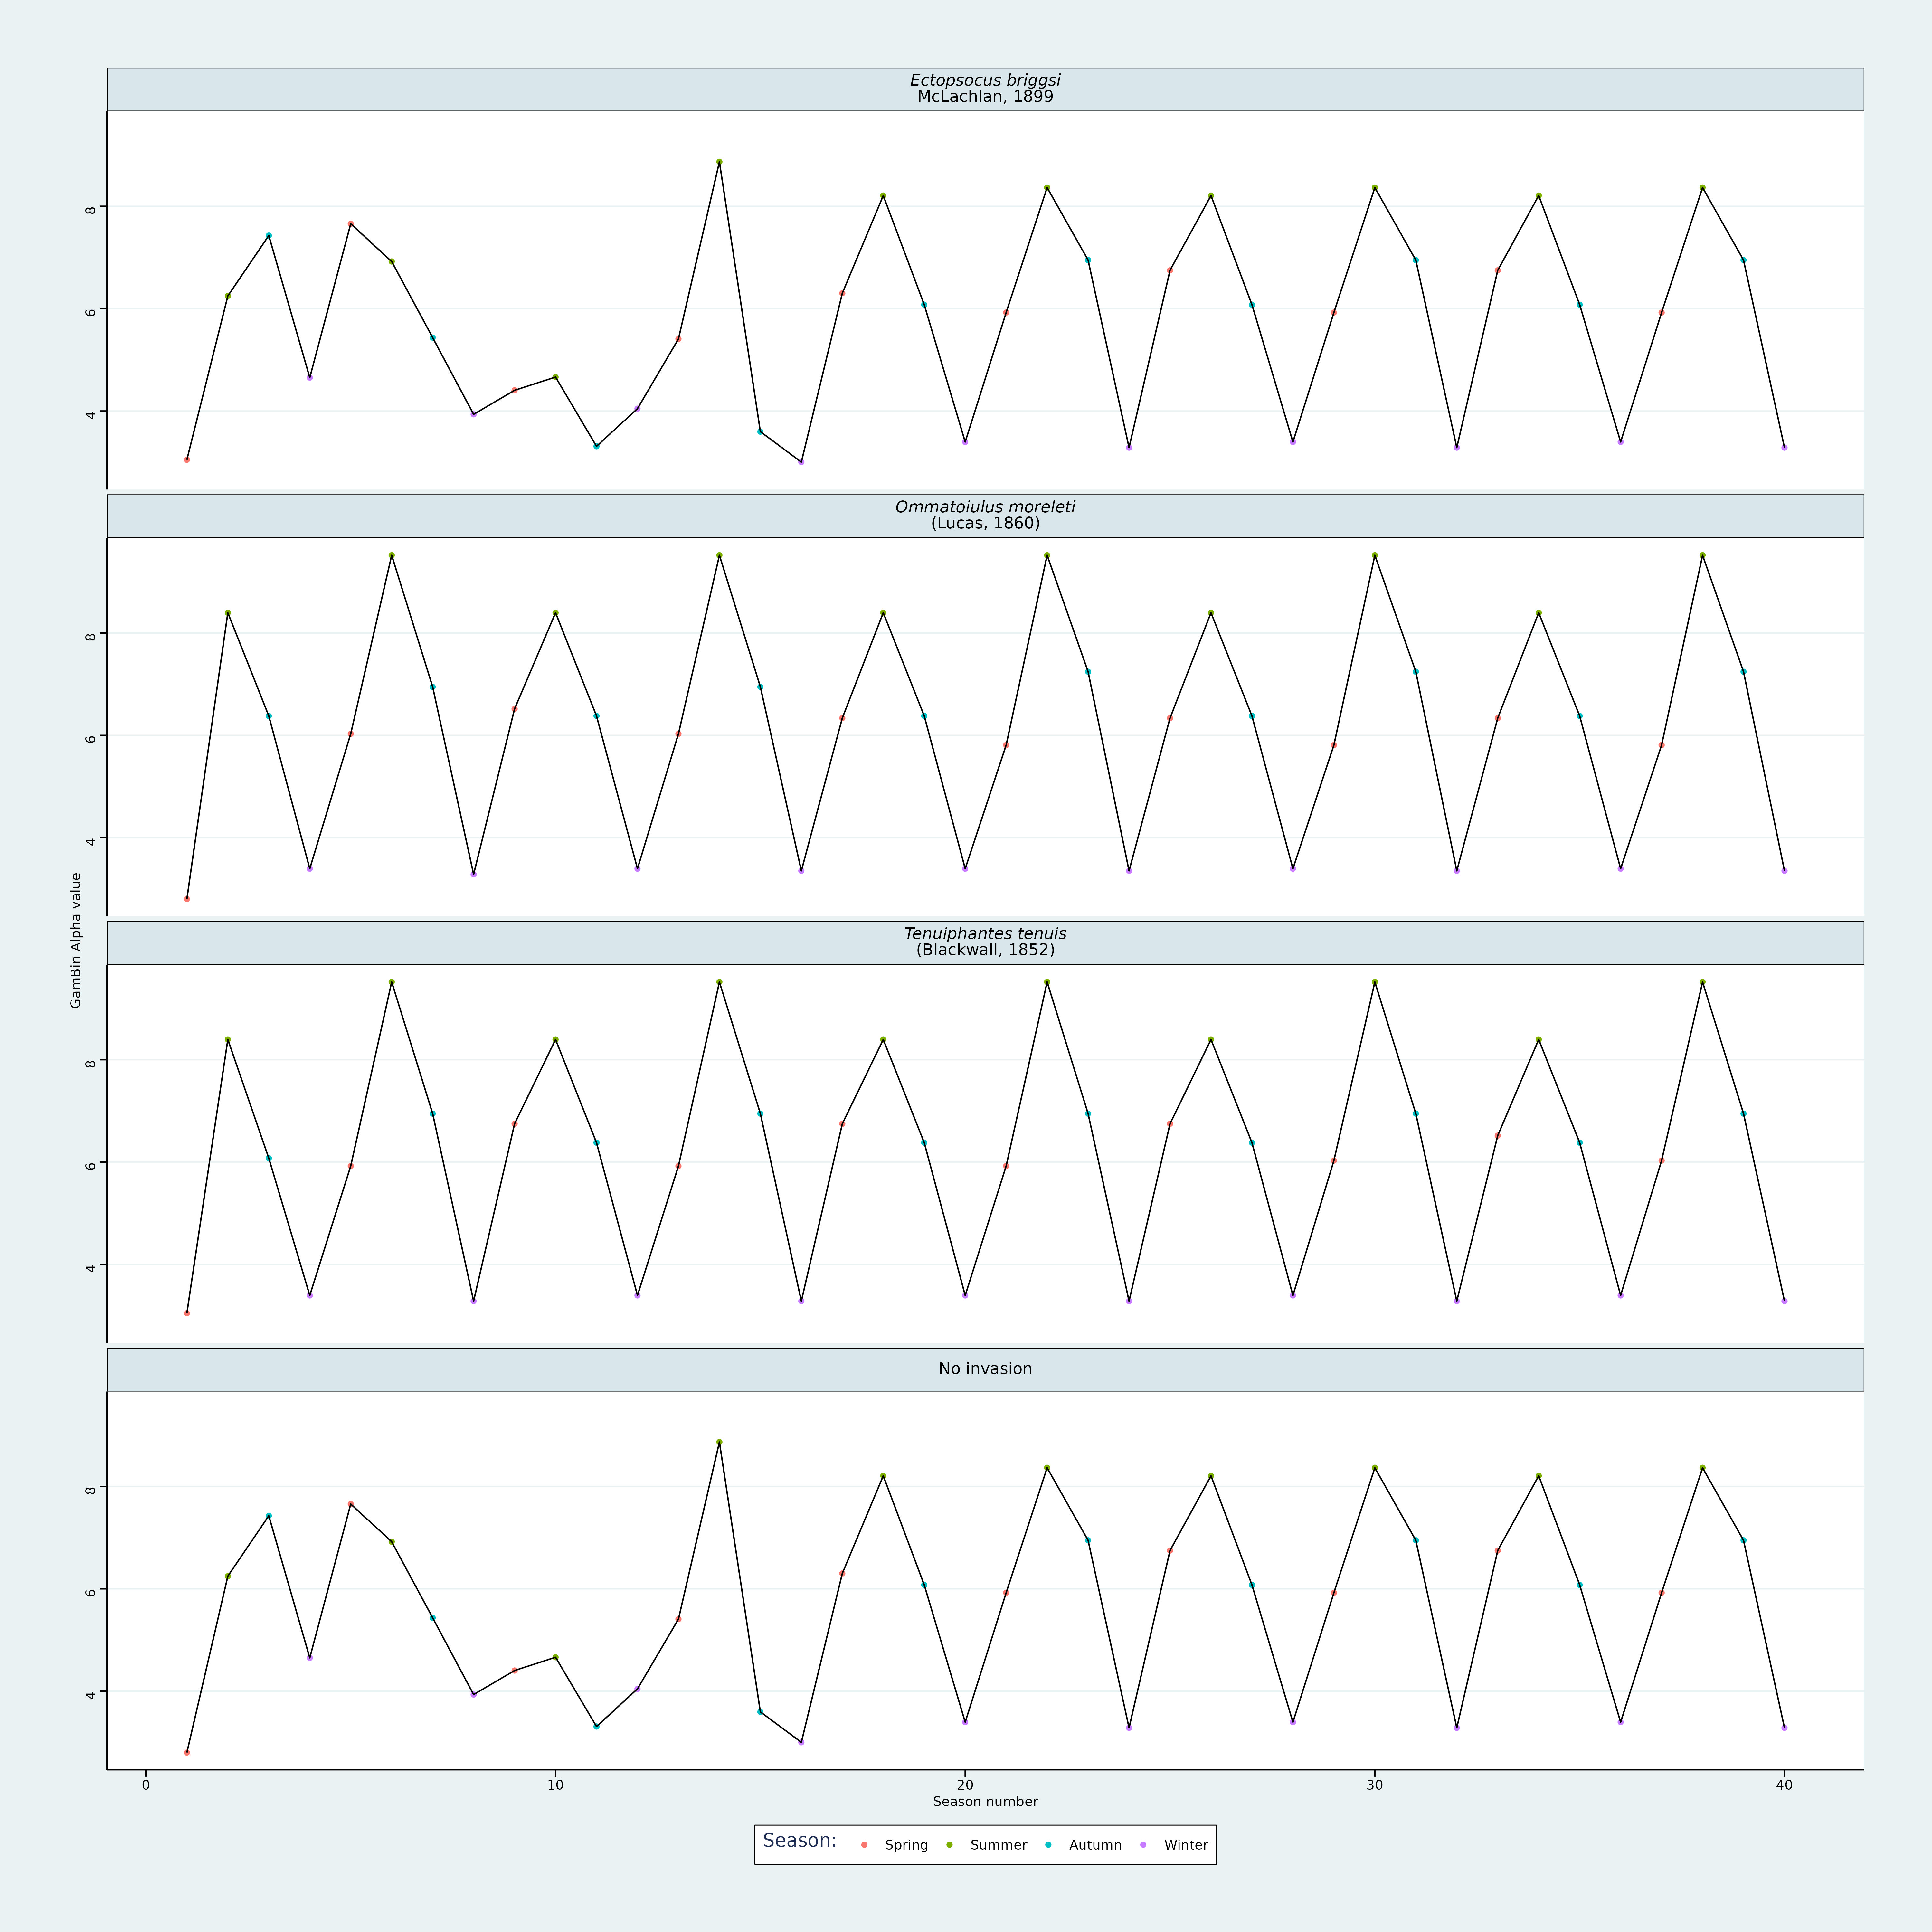 Ectopsocus briggsi
McLachlan, 1899
8
6
4
Ommatoiulus moreleti
(Lucas, 1860)
8
6
4
GamBin Alpha value
Tenuiphantes tenuis
(Blackwall, 1852)
8
6
4
No invasion
8
6
4
0 10 20 30 40
Season number
Season: Spring Summer Autumn Winter